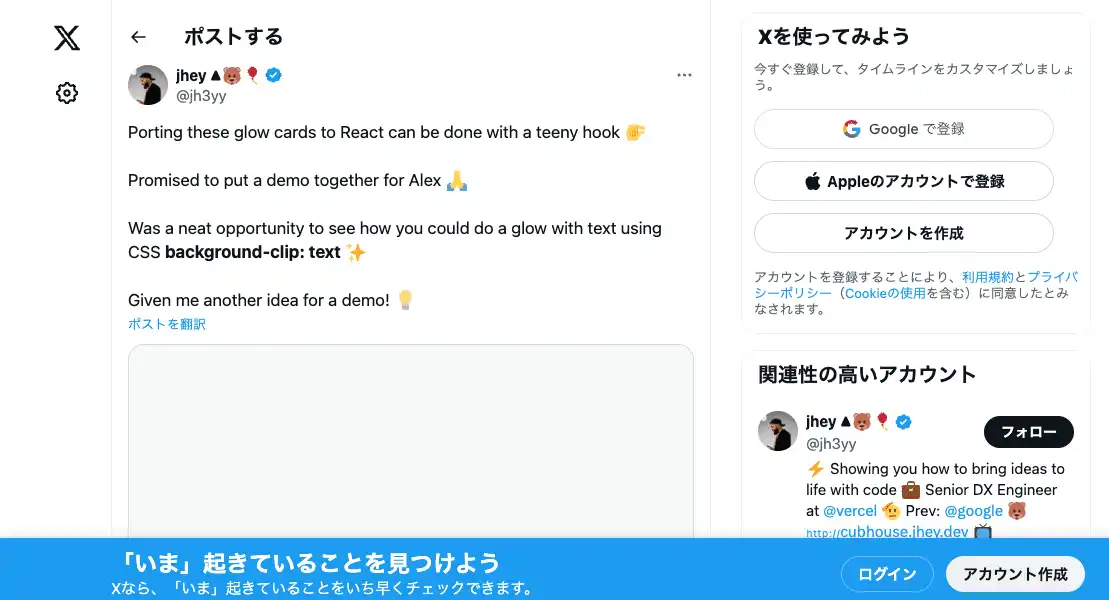 ポストする
jhey
@jh3yy
Porting these glow cards to React can be done with a teeny hook 🫱
Promised to put a demo together for Alex 🙏
Was a neat opportunity to see how you could do a glow with text using
CSS background-clip: text ✨
Given me another idea for a demo! 💡
ポストを翻訳
Xを使ってみよう
今すぐ登録して、タイムラインをカスタマイズしましょ
う。
Google で登録
Appleのアカウントで登録
アカウントを作成
アカウントを登録することにより、利用規約とプライバ
シーポリシー（Cookieの使用を含む）に同意したとみ
なされます。
関連性の高いアカウント
jhey ▲🐻🎈
@jh3yy
フォロー
⚡ Showing you how to bring ideas to
life with code 💼 Senior DX Engineer
at @vercel 🫡 Prev: @google 🐻
http://cubhouse.jhey.dev 📺
「いま」起きていることを見つけよう
Xなら、「いま」起きていることをいち早くチェックできます。
ログイン
アカウント作成